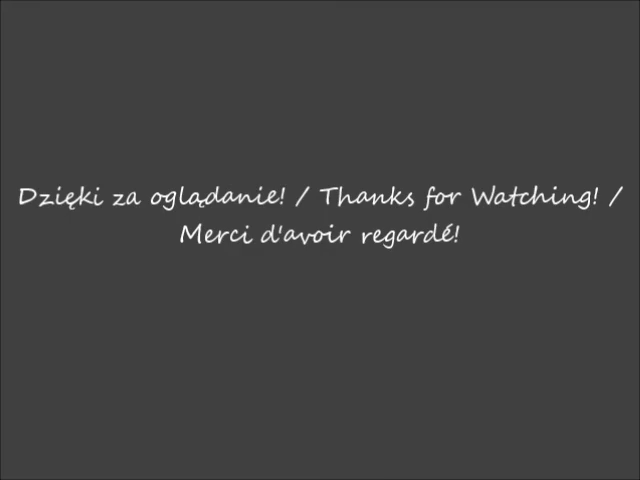 Dzięki za oglądanie! / Thanks for Watching! /
Merci d'avoir regardé!